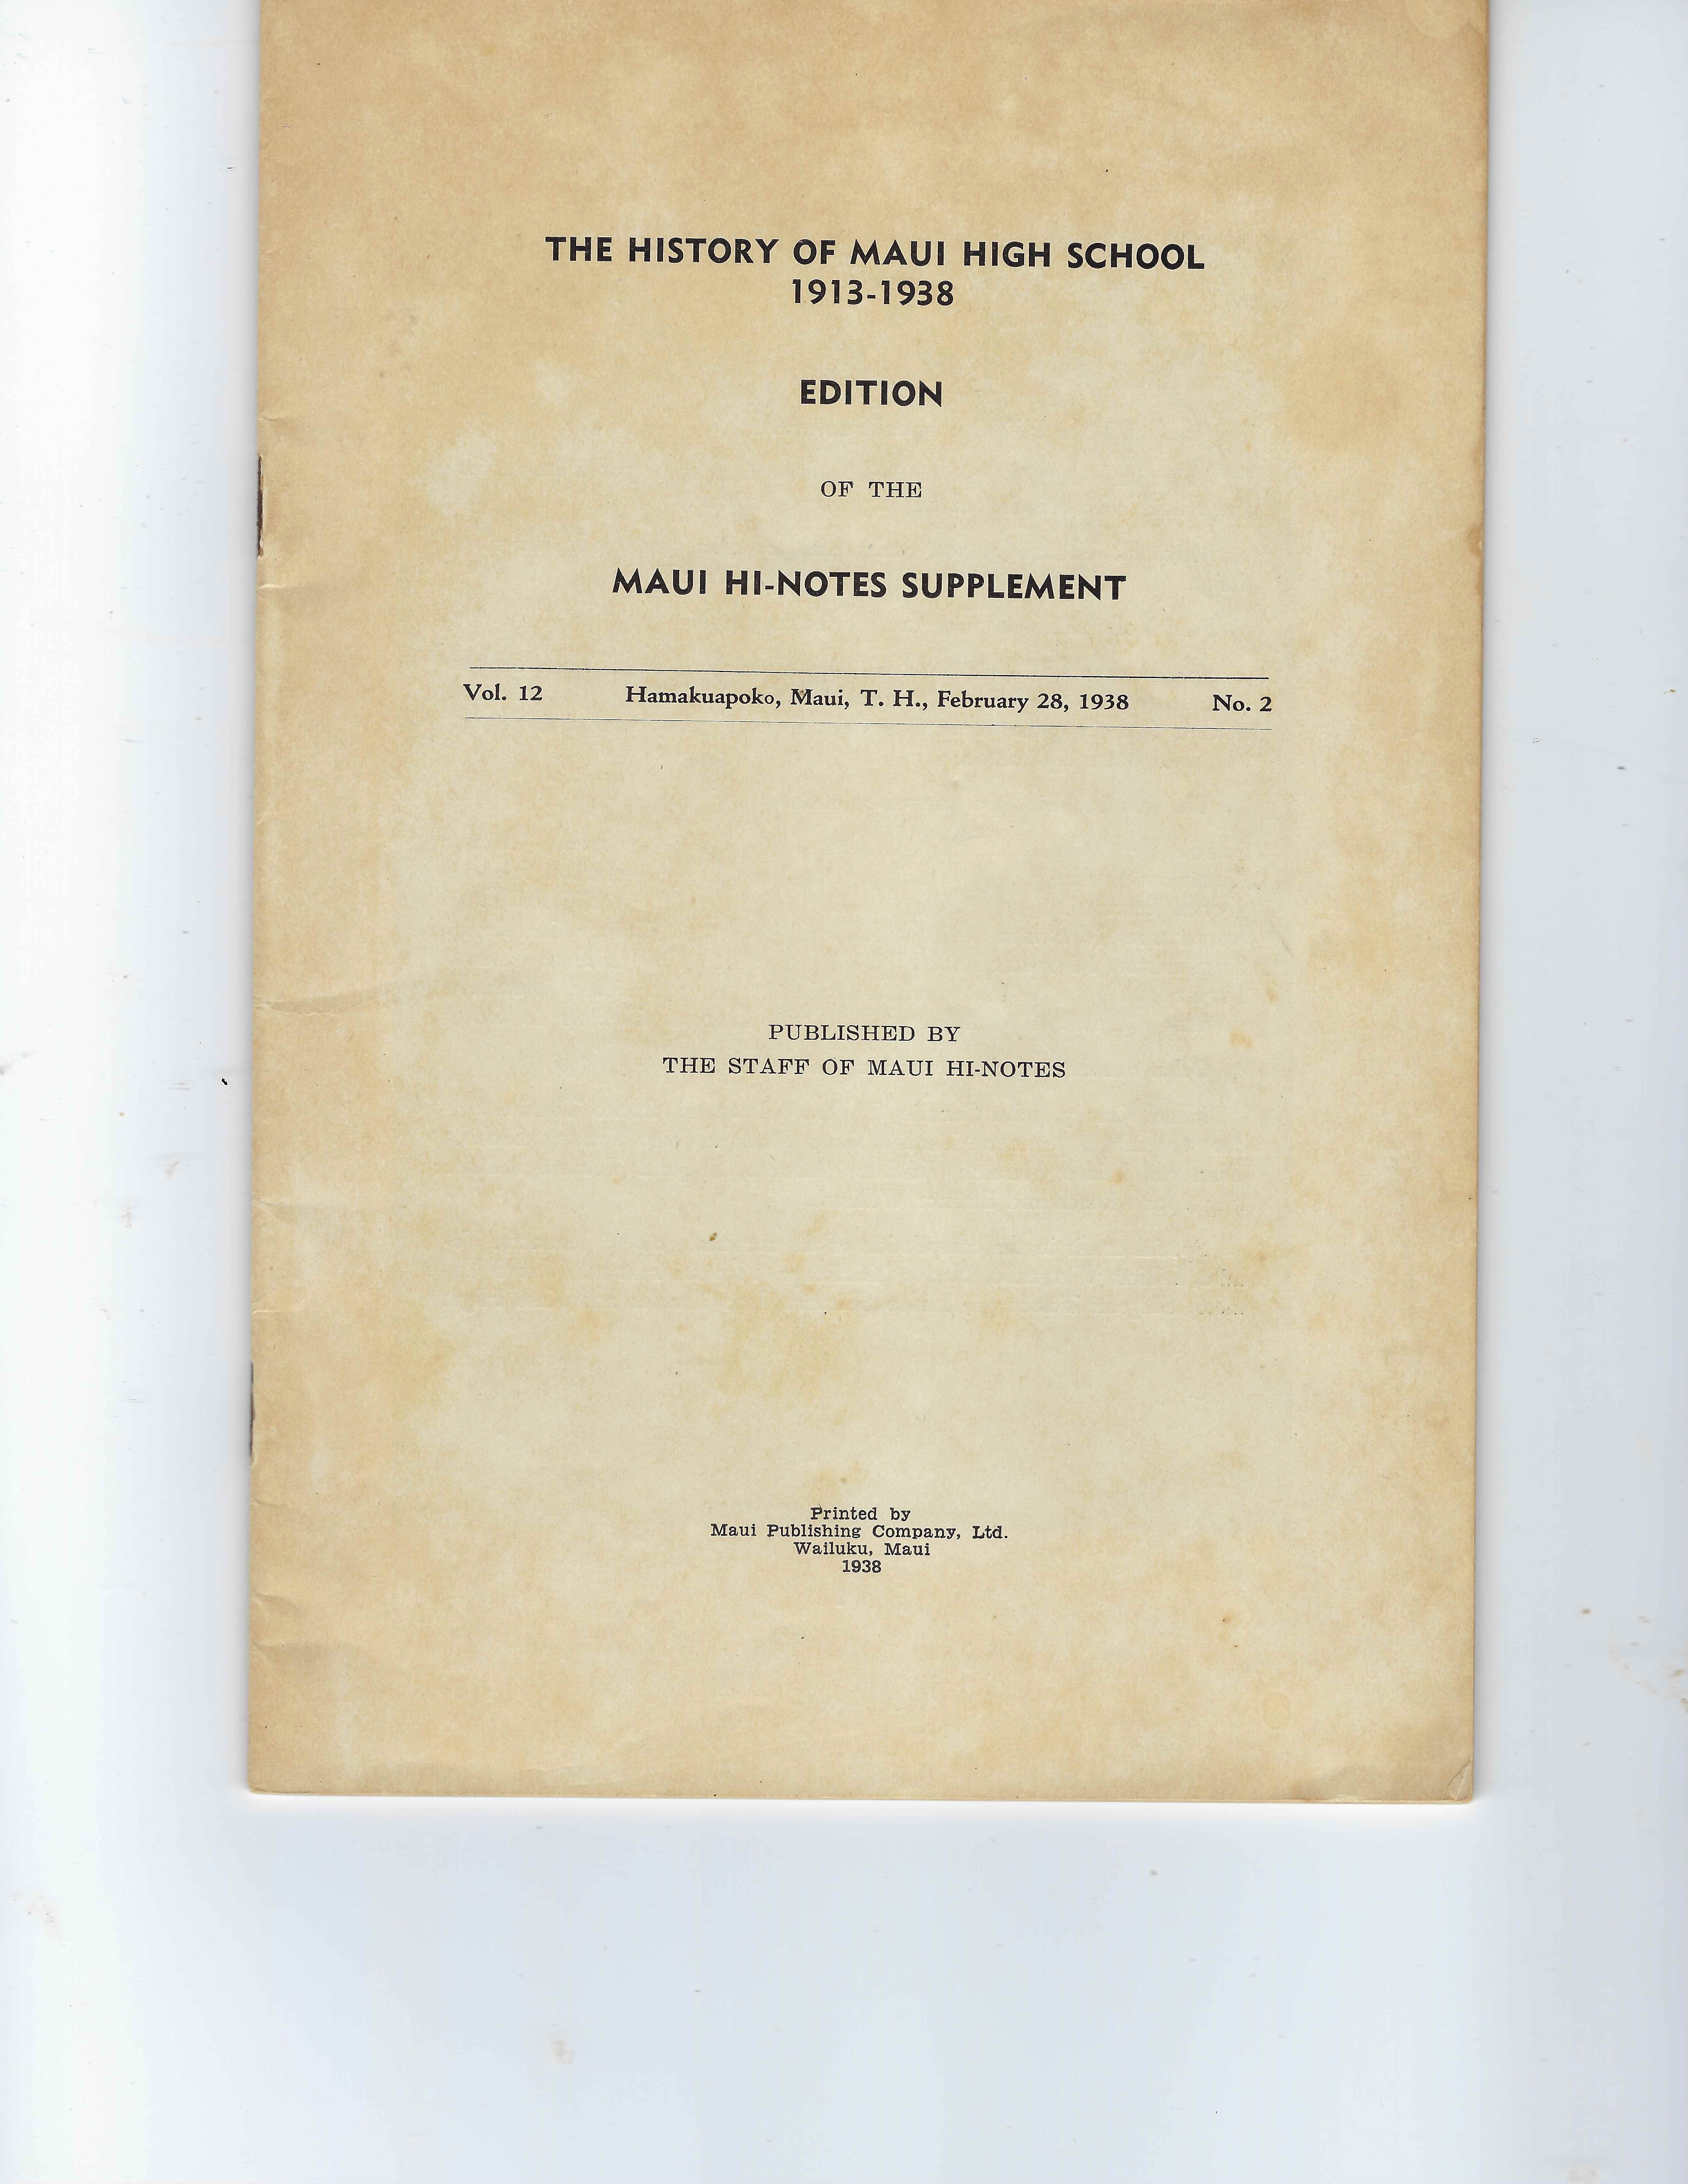 THE HISTORY OF MAUI HIGH SCHOOL
1913-1938
EDITION
OF THE
MAUI HI-NOTES SUPPLEMENT
Vol. 12 Hamakuapoko, Maui, T. H., February 28, 1938 No. 2
PUBLISHED BY
THE STAFF OF MAUI HI-NOTES
Printed by
Maui Publishing Company, Ltd.
Wailuku, Maui
1938